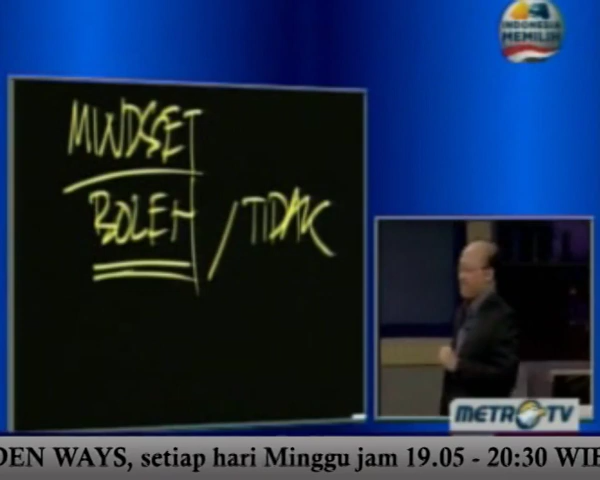 INDONESIA
MEMILIH
MINDSET
BOLEH / TIDAK
METRO TV
DEN WAYS, setiap hari Minggu jam 19.05 - 20:30 WIB